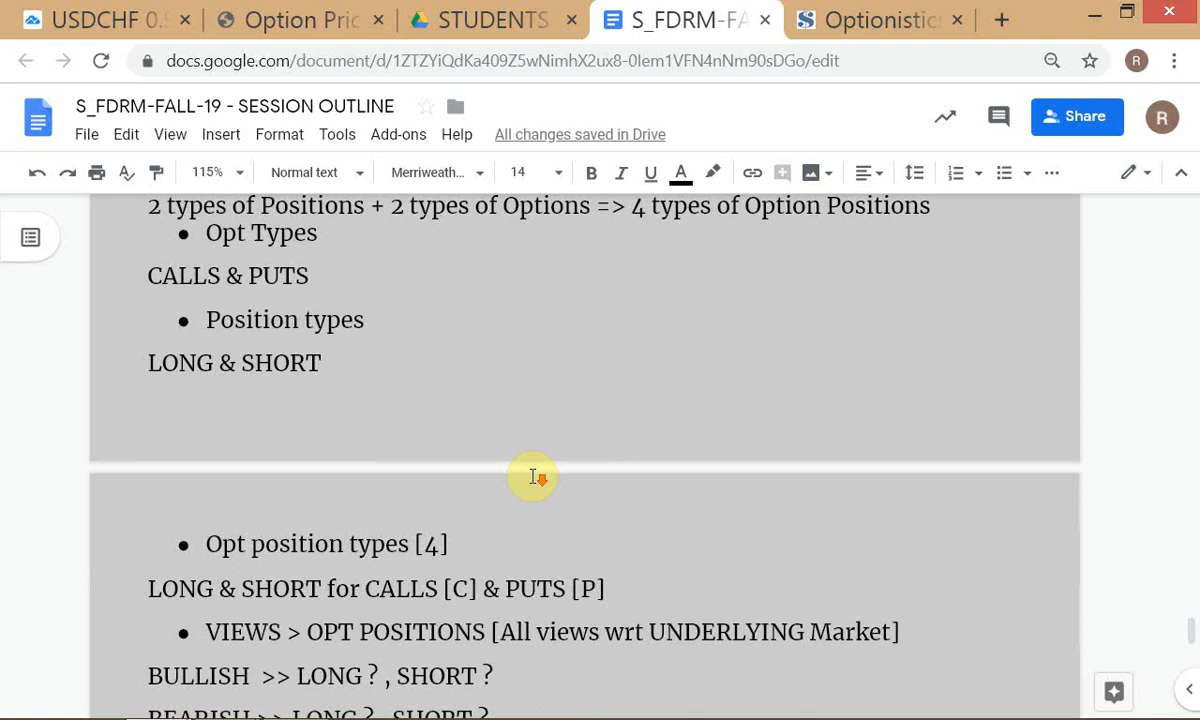 USDCHF 0.
Option Pric
STUDENTS
S_FDRM-FA
Optionistic
docs.google.com/document/d/1ZTZYiQdKa409Z5wNimhX2ux8-0Iem1VFN4nNm90sDGo/edit
R
S_FDRM-FALL-19 - SESSION OUTLINE
Share
R
File Edit View Insert Format Tools Add-ons Help All changes saved in Drive
115% Normal text Merriweath... 14 B I U A
2 types of Positions + 2 types of Options => 4 types of Option Positions
● Opt Types
CALLS & PUTS
● Position types
LONG & SHORT
● Opt position types [4]
LONG & SHORT for CALLS [C] & PUTS [P]
● VIEWS > OPT POSITIONS [All views wrt UNDERLYING Market]
BULLISH >> LONG ? , SHORT ?
BEARISH >> LONG ? , SHORT ?